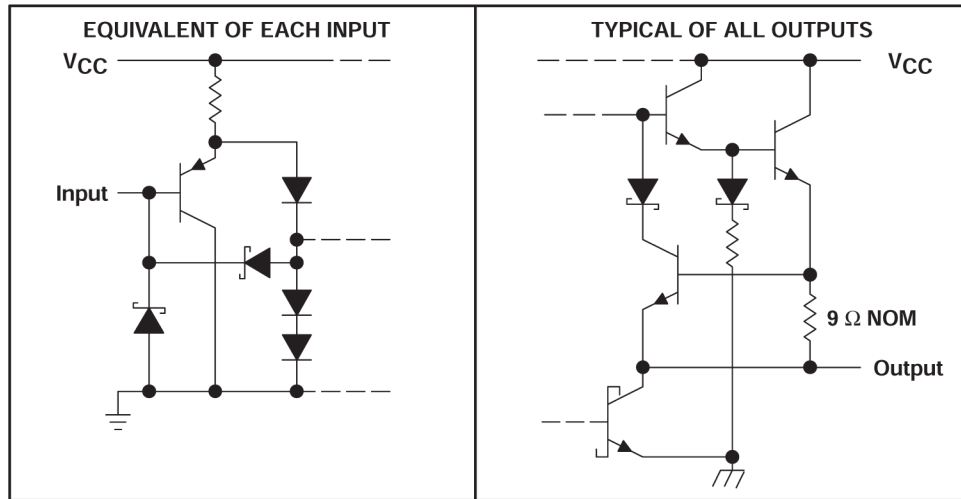 EQUIVALENT OF EACH INPUT
VCC
Input
TYPICAL OF ALL OUTPUTS
VCC
9 Ω NOM
Output